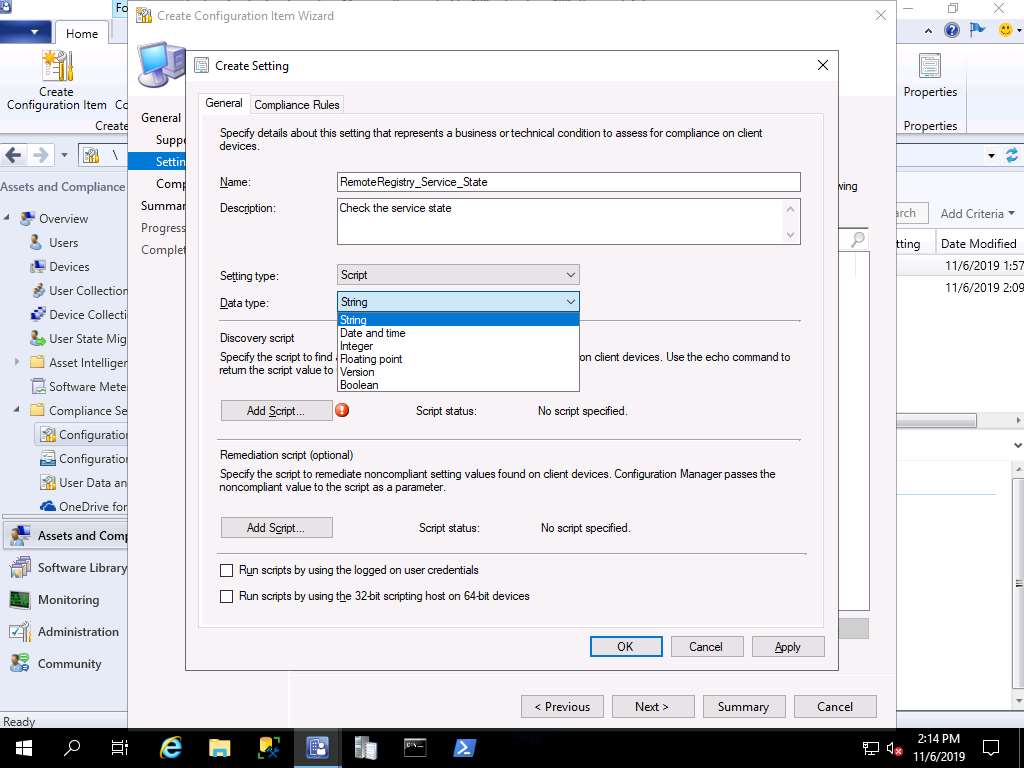 Fo
Create Configuration Item Wizard
Home
Create
Configuration Item
Co
Create
Properties
Properties
\
Assets and Compliance
Overview
Users
Devices
User Collection
Device Collecti
User State Mig
Asset Intelligen
Software Mete
Compliance Se
Configuration
Configuration
User Data an
OneDrive for
Assets and Comp
Software Library
Monitoring
Administration
Community
Ready
General
Supp
Settin
Comp
Summar
Progress
Complet
Create Setting
General
Compliance Rules
Specify details about this setting that represents a business or technical condition to assess for compliance on client
devices.
Name:
RemoteRegistry_Service_State
Description:
Check the service state
Setting type:
Script
Data type:
String
String
Date and time
Integer
Floating point
Version
Boolean
Discovery script
Specify the script to find on client devices. Use the echo command to
return the script value to
Add Script...
Script status:
No script specified.
Remediation script (optional)
Specify the script to remediate noncompliant setting values found on client devices. Configuration Manager passes the
noncompliant value to the script as a parameter.
Add Script...
Script status:
No script specified.
Run scripts by using the logged on user credentials
Run scripts by using the 32-bit scripting host on 64-bit devices
OK
Cancel
Apply
< Previous
Next >
Summary
Cancel
wing
arch
Add Criteria
tting
Date Modified
11/6/2019 1:57
11/6/2019 2:09
2:14 PM
11/6/2019